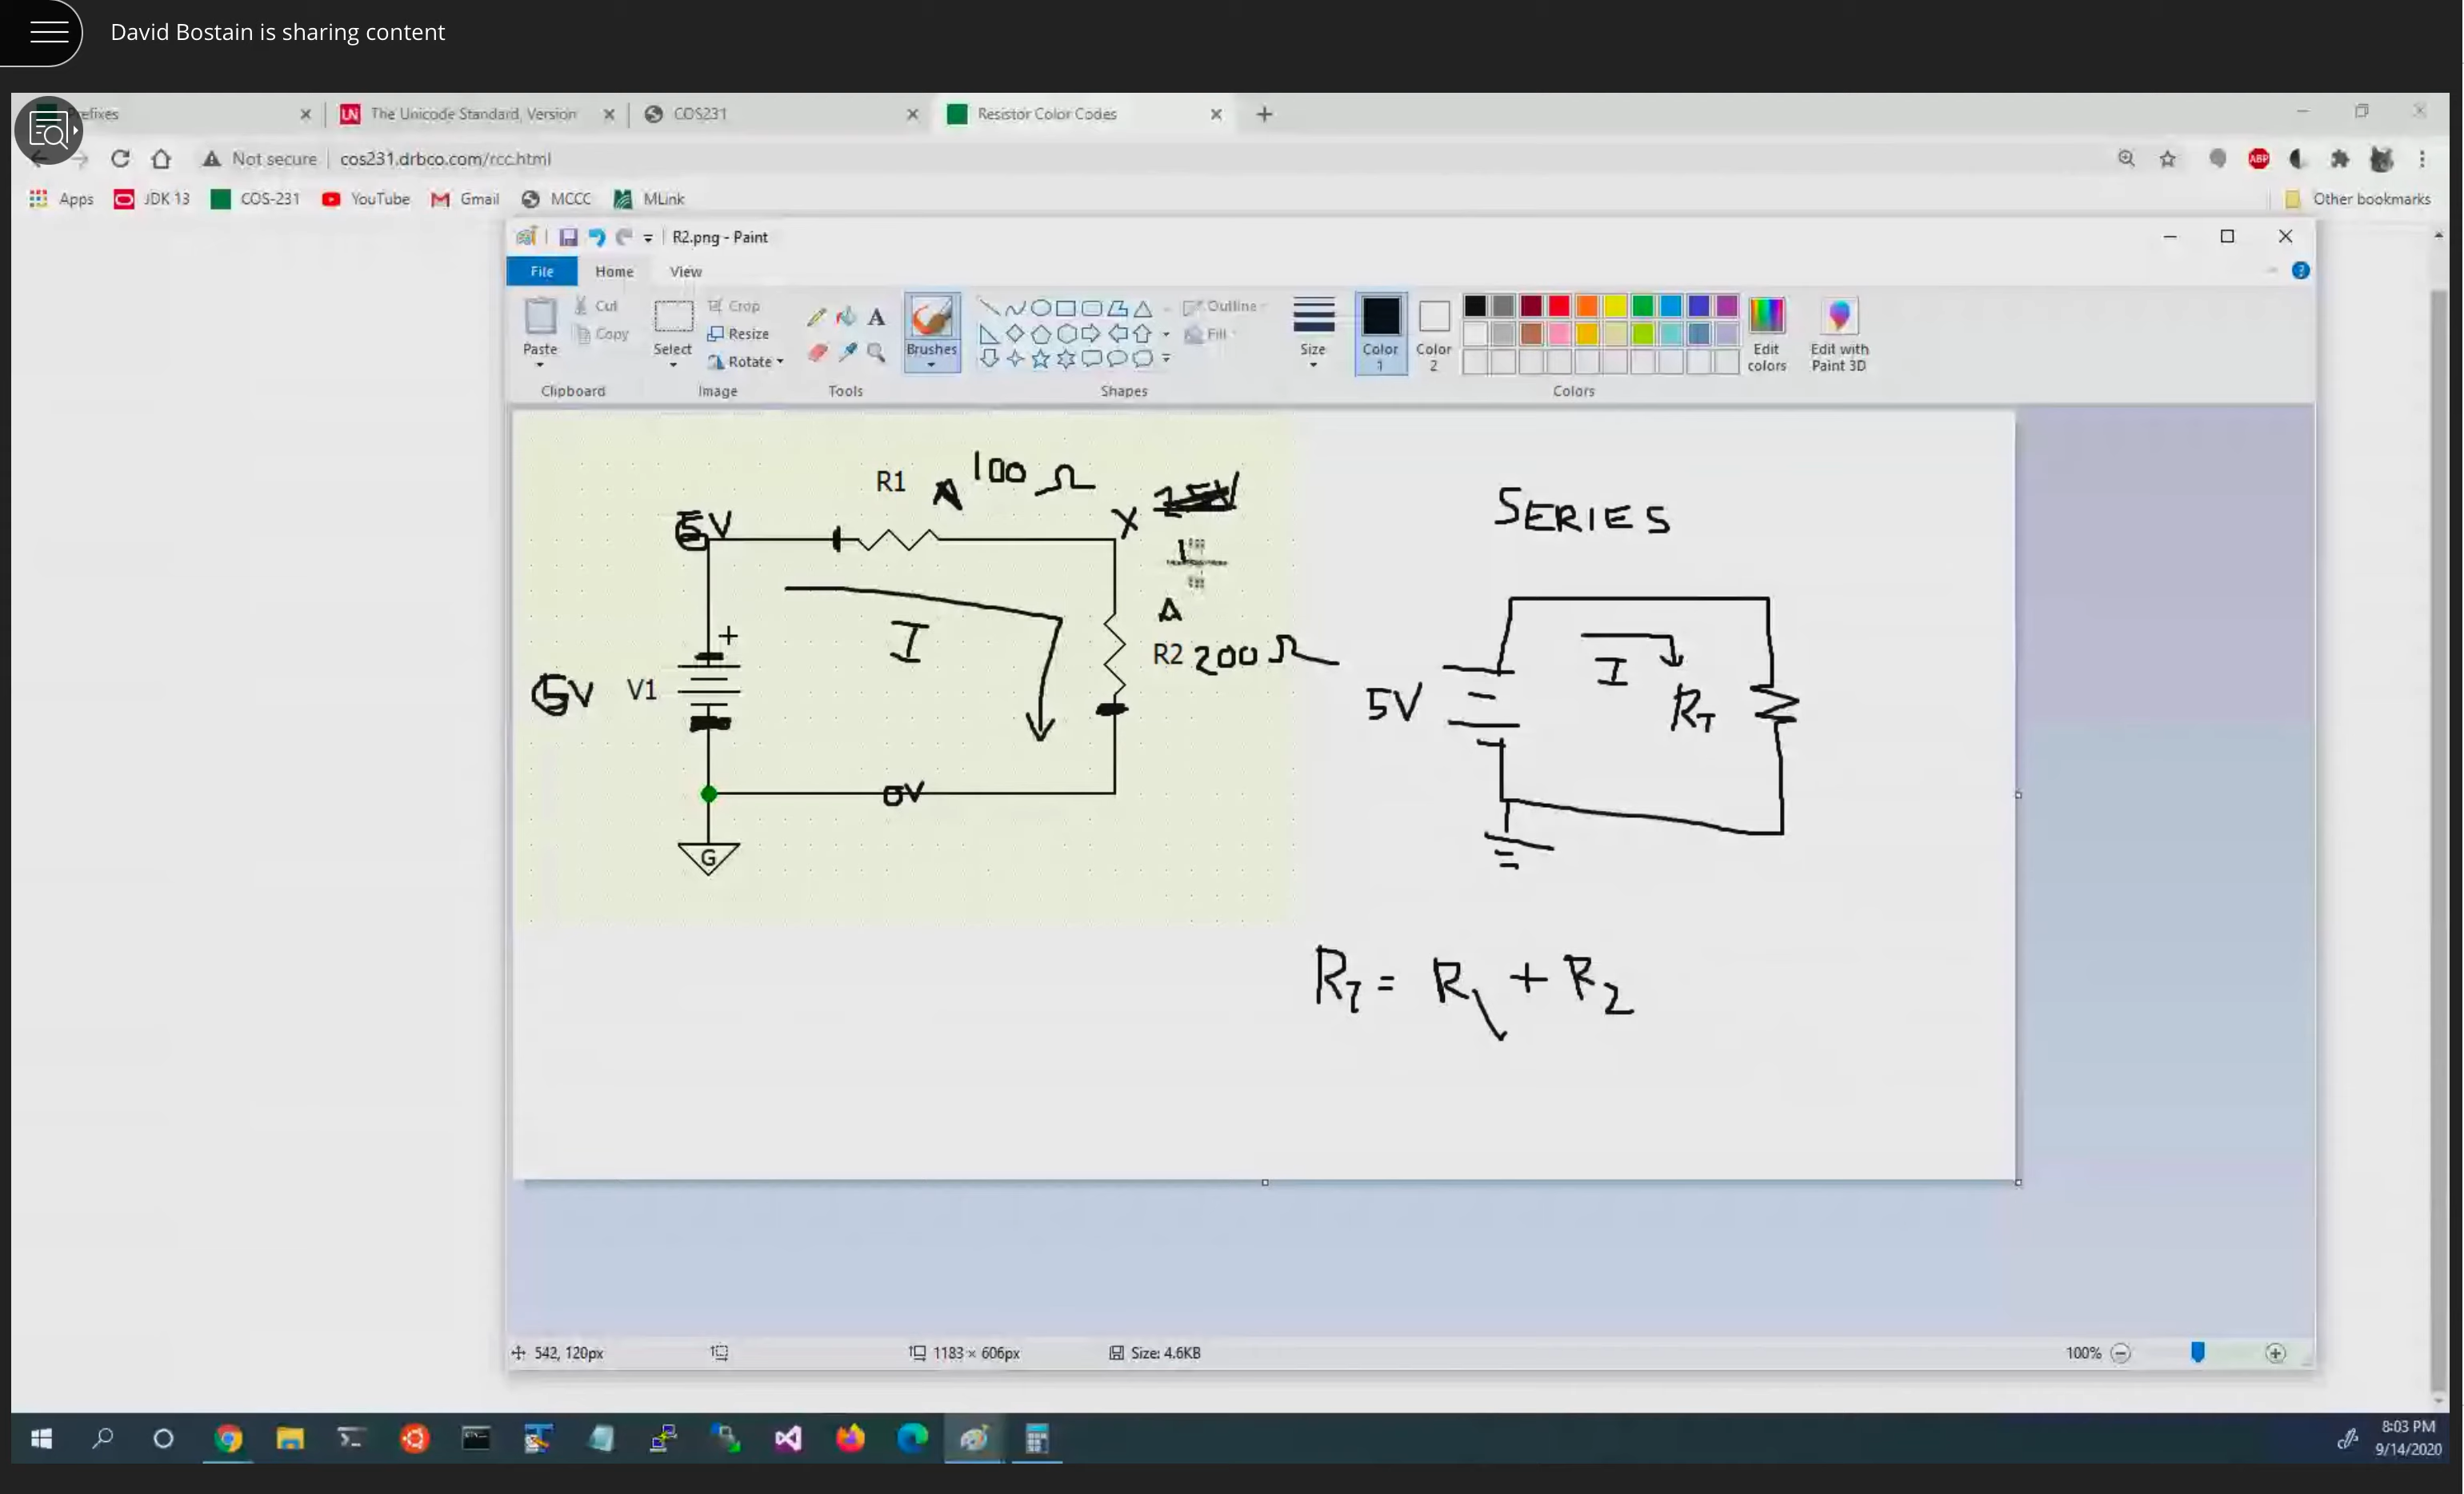 David Bostain is sharing content
refixes
The Unicode Standard, Version
COS231
Resistor Color Codes
Not secure
cos231.drbco.com/rcc.html
ABP
Apps
JDK 13
COS-231
YouTube
Gmail
MCCC
MLink
Other bookmarks
R2.png - Paint
File
Home
View
Paste
Cut
Copy
Clipboard
Select
Crop
Resize
Rotate
Image
A
Tools
Brushes
Outline
Fill
Shapes
Size
Color 1
Color 2
Edit colors
Edit with Paint 3D
Colors
R1
100 Ω
5V
X
I
+
5V V1
R2 200 Ω
0V
G
SERIES
5V
I
RT
RT = R1 + R2
542, 120px
1183 × 606px
Size: 4.6KB
100%
8:03 PM
9/14/2020